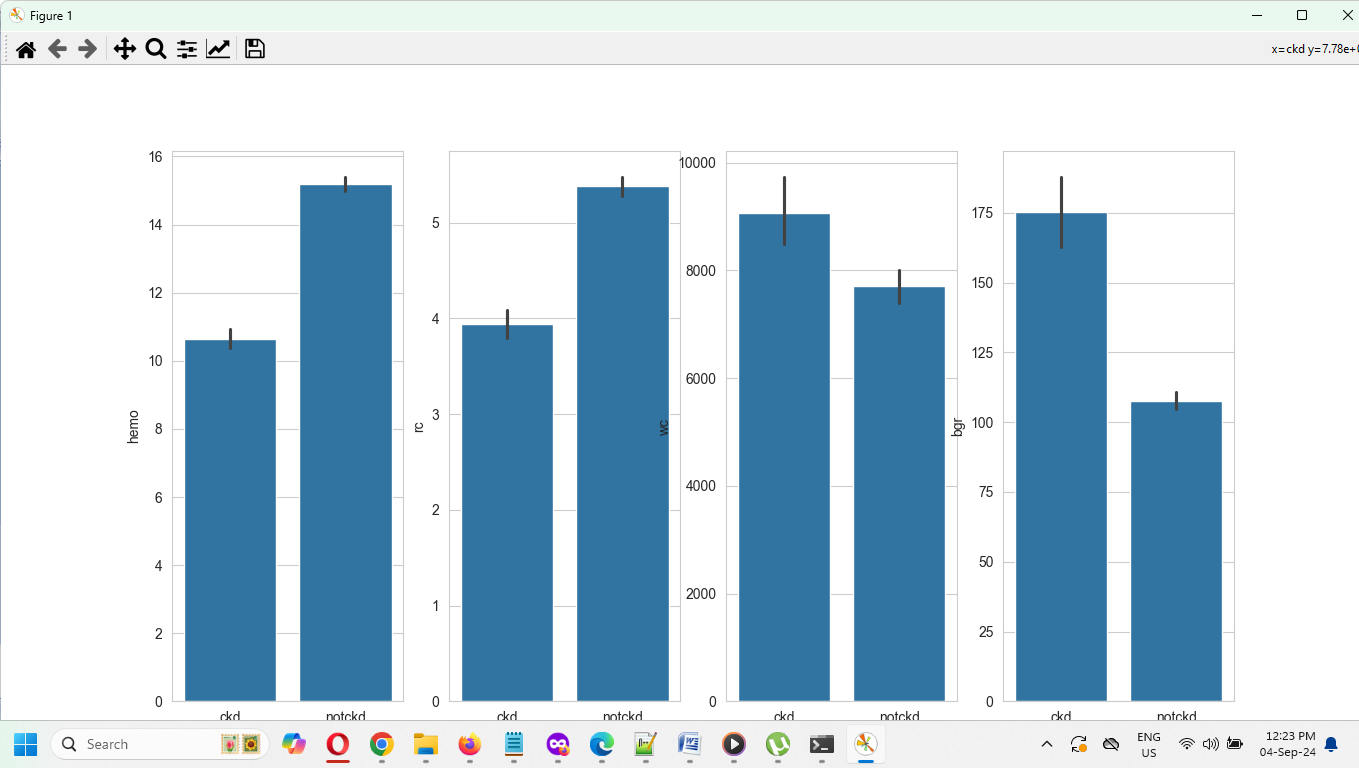 Figure 1
x=ckd y=7.78e+
16
14
12
10
8
6
4
2
0
hemo
ckd notckd
5
4
3
2
1
0
rc
ckd notckd
10000
8000
6000
4000
2000
0
wc
ckd notckd
175
150
125
100
75
50
25
0
bgr
ckd notckd
Search
ENG
US
12:23 PM
04-Sep-24